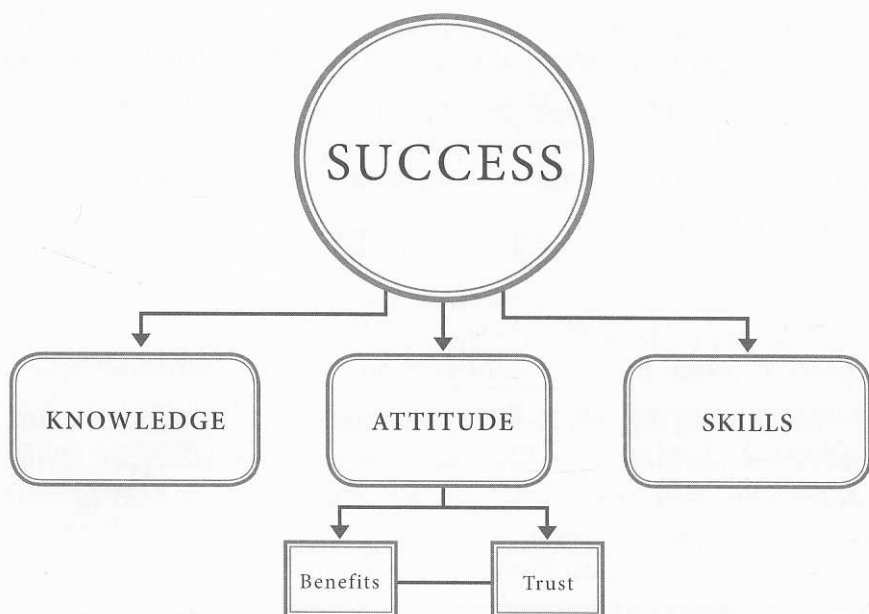 SUCCESS
KNOWLEDGE
ATTITUDE
SKILLS
Benefits
Trust